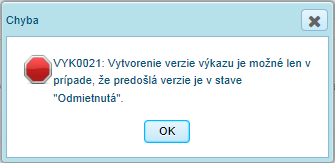 Chyba
VYK0021: Vytvorenie verzie výkazu je možné len v
prípade, že predošlá verzie je v stave
"Odmietnutá".
OK